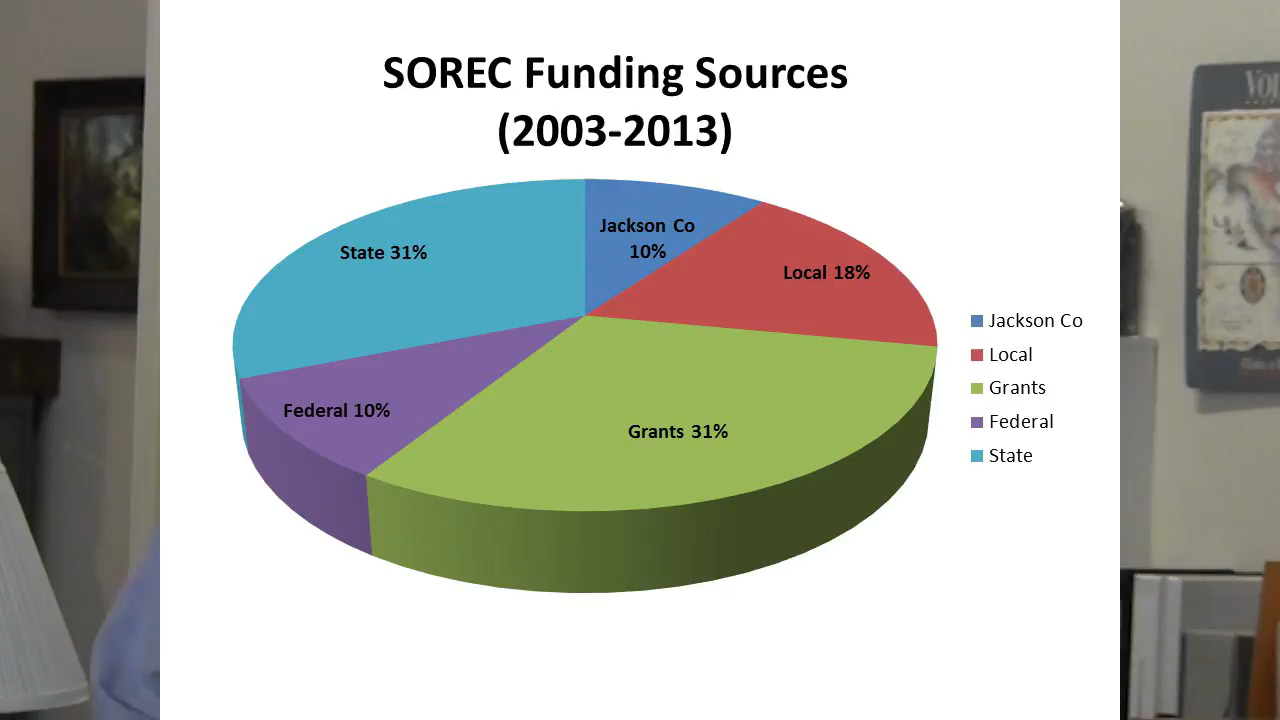 SOREC Funding Sources
(2003-2013)
Jackson Co
10%
State 31%
Local 18%
Federal 10%
Grants 31%
Jackson Co
Local
Grants
Federal
State